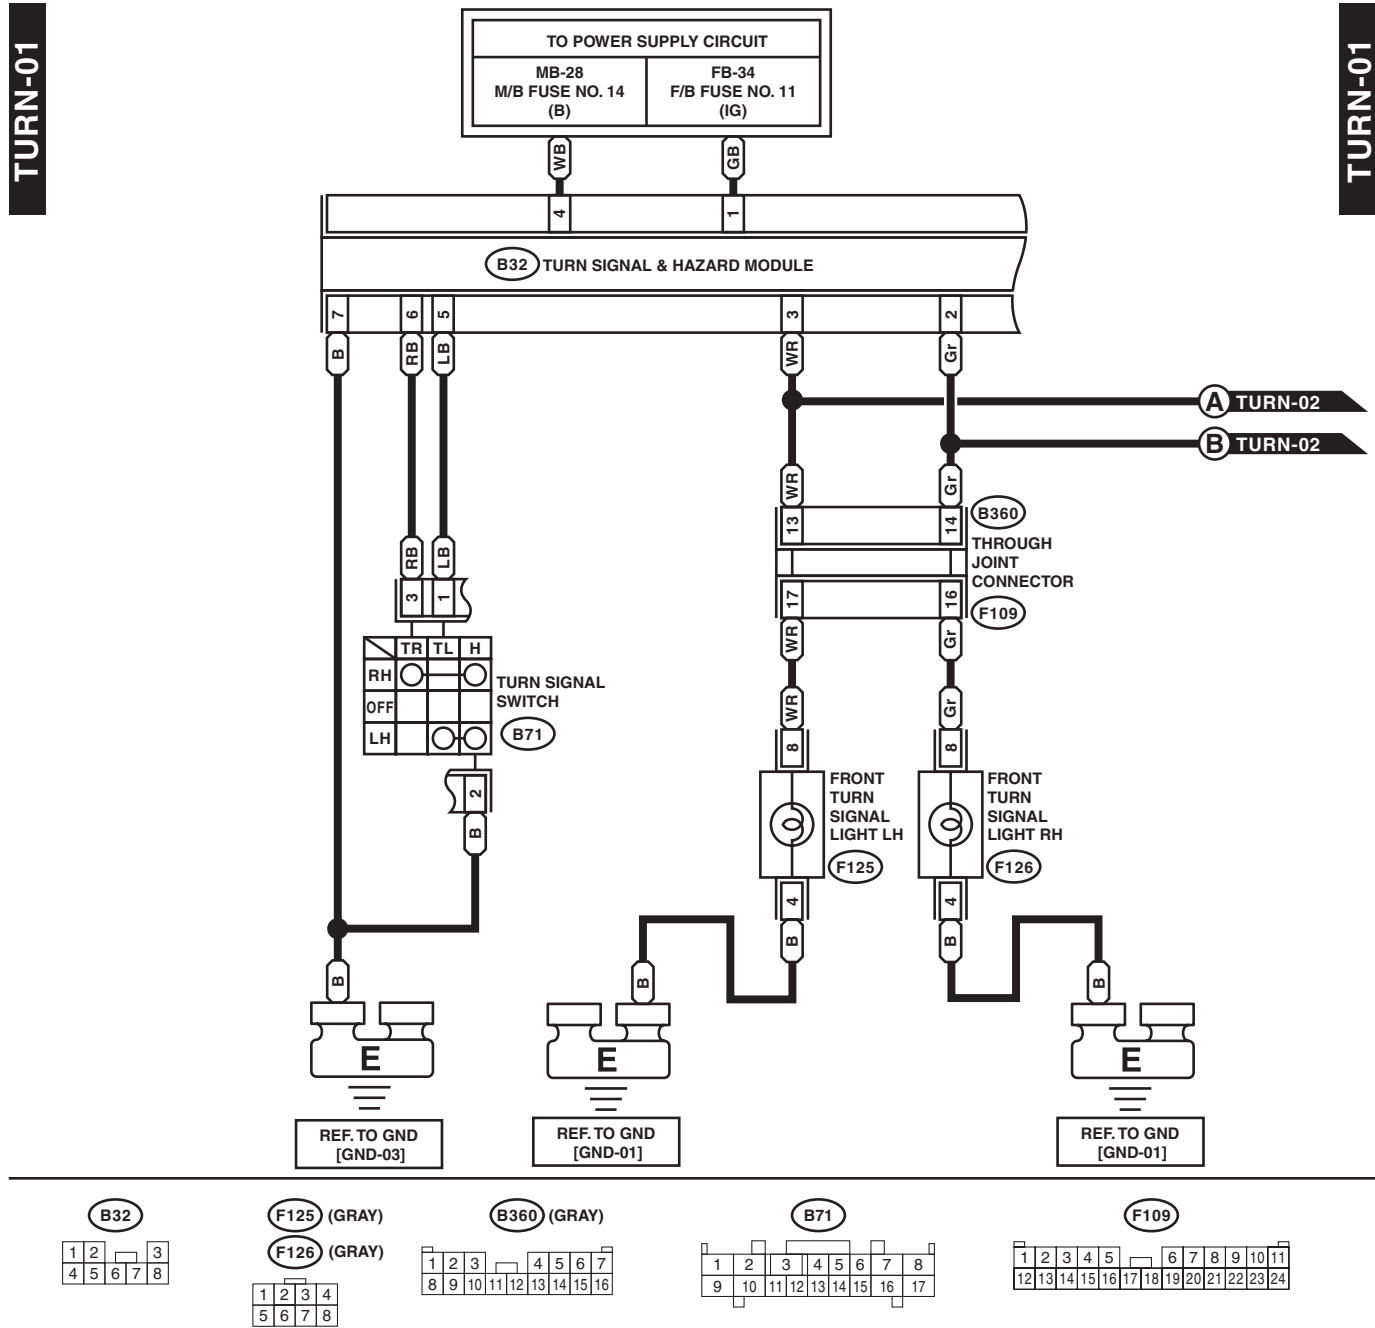 TURN-01
TURN-01
TO POWER SUPPLY CIRCUIT
MB-28
M/B FUSE NO. 14
(B)
FB-34
F/B FUSE NO. 11
(IG)
WB
GB
4
1
B32 TURN SIGNAL & HAZARD MODULE
7
6
5
3
2
B
RB
LB
WR
Gr
A TURN-02
B TURN-02
WR
Gr
13
14
B360
THROUGH
JOINT
CONNECTOR
17
16
F109
WR
Gr
RB
LB
3
1
TR TL H
RH
OFF
LH
TURN SIGNAL
SWITCH
B71
2
B
WR
Gr
8
8
FRONT
TURN
SIGNAL
LIGHT LH
F125
FRONT
TURN
SIGNAL
LIGHT RH
F126
4
4
B
B
B
B
B
E
E
E
REF. TO GND
[GND-03]
REF. TO GND
[GND-01]
REF. TO GND
[GND-01]
B32
1 2 3
4 5 6 7 8
F125 (GRAY)
F126 (GRAY)
1 2 3 4
5 6 7 8
B360 (GRAY)
1 2 3 4 5 6 7
8 9 10 11 12 13 14 15 16
B71
1 2 3 4 5 6 7 8
9 10 11 12 13 14 15 16 17
F109
1 2 3 4 5 6 7 8 9 10 11
12 13 14 15 16 17 18 19 20 21 22 23 24